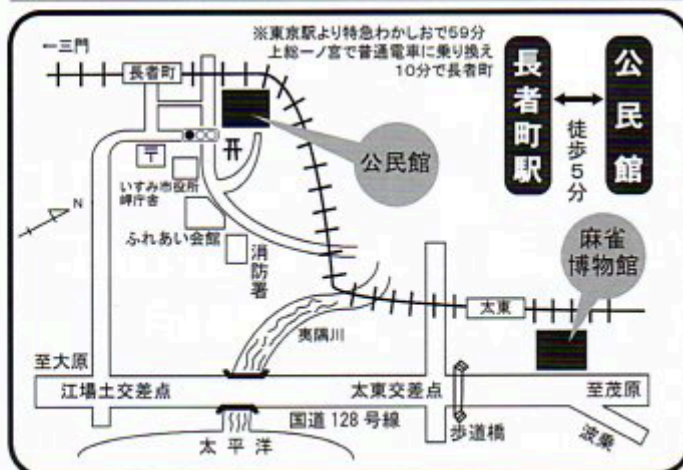 ※東京駅より特急わかしおで59分
上総一ノ宮で普通電車に乗り換え
10分で長者町
長者町駅
公民館
徒歩5分
←三門
長者町
公民館
〒
いすみ市役所
岬庁舎
ふれあい会館
消防署
N
麻雀
博物館
太東
夷隅川
至大原
江場土交差点
太東交差点
至茂原
国道128号線
歩道橋
波乗
太平洋